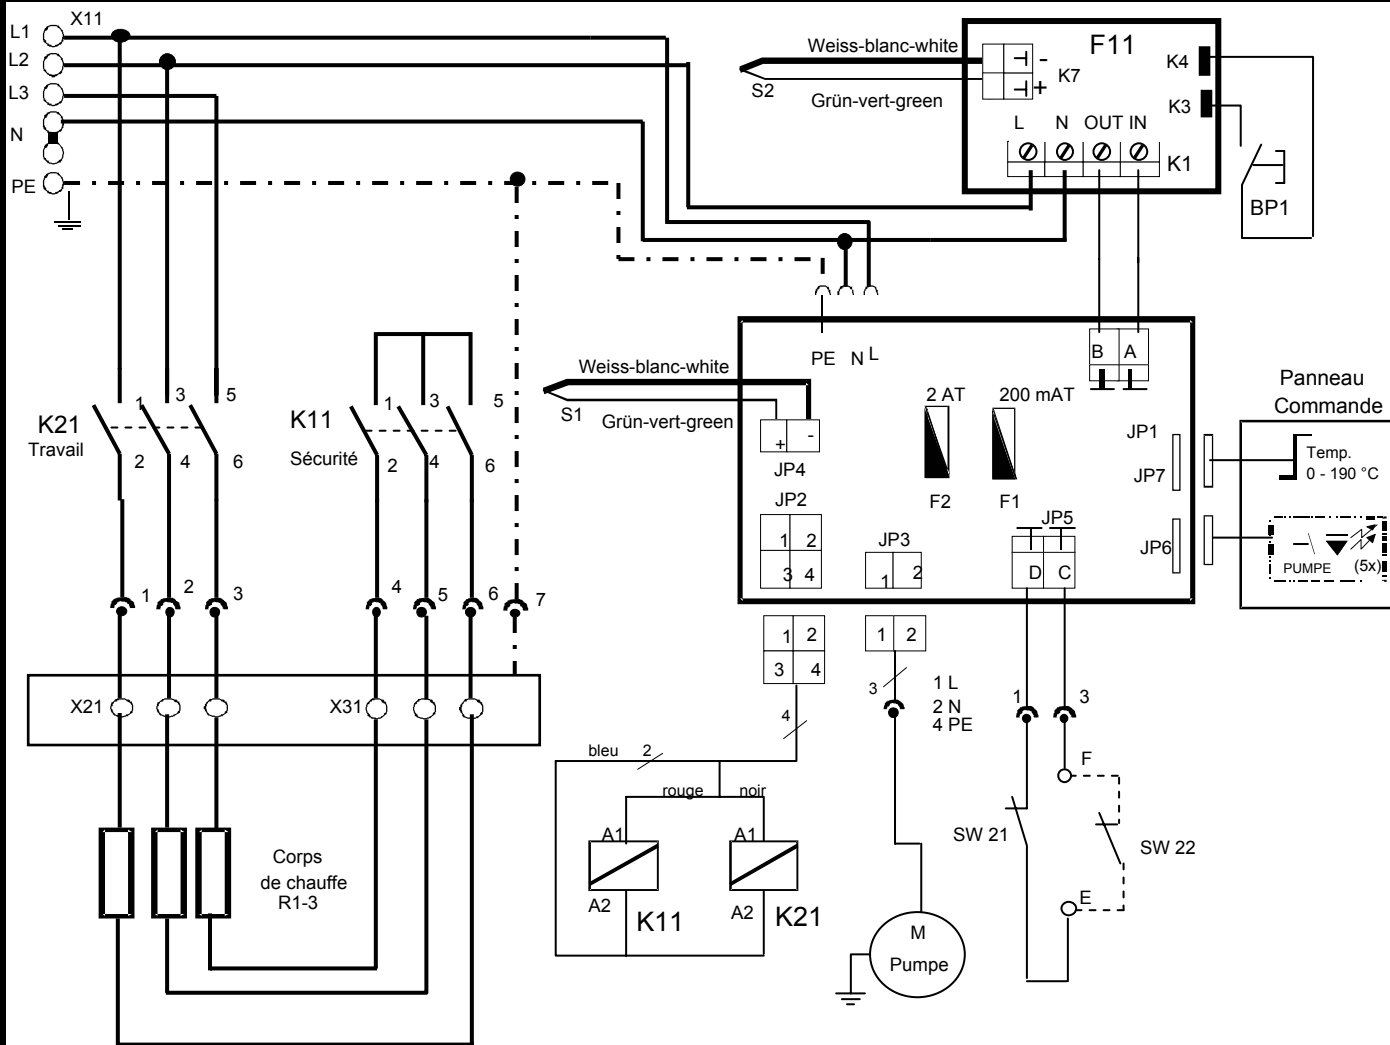 L1
X11
L2
L3
N
PE
Weiss-blanc-white
S2
Grün-vert-green
F11
-
K7
+
K4
K3
L N OUT IN
K1
BP1
PE N L
B A
Weiss-blanc-white
S1
Grün-vert-green
+ -
JP4
2 AT
200 mAT
F2
F1
JP1
JP7
JP6
JP2
1 2
3 4
JP3
1 2
JP5
D C
Panneau
Commande
Temp.
0 - 190 °C
PUMPE
(5x)
K21
Travail
1 3 5
2 4 6
K11
Sécurité
1 3 5
2 4 6
1 2 3
4 5 6 7
X21
X31
Corps
de chauffe
R1-3
1 2
3 4
4
bleu
2
rouge
noir
A1
A2
K11
A1
A2
K21
1 2
3
1 L
2 N
4 PE
M
Pumpe
1
3
F
SW 21
SW 22
E